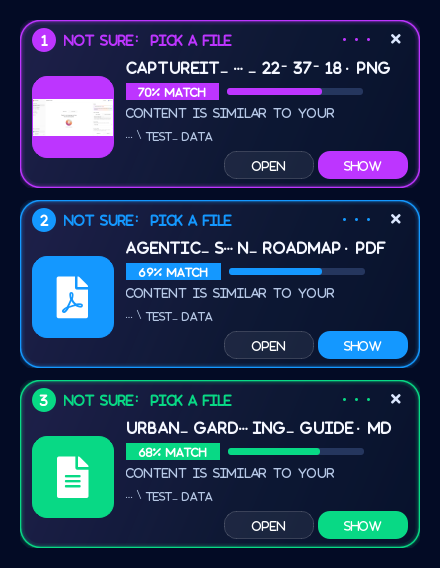 1 NOT SURE: PICK A FILE ... ×
CAPTUREIT_ ... _ 22-37-18.PNG
70% MATCH
CONTENT IS SIMILAR TO YOUR
... \ TEST_DATA
OPEN SHOW
2 NOT SURE: PICK A FILE ... ×
AGENTIC_S... N_ROADMAP.PDF
69% MATCH
CONTENT IS SIMILAR TO YOUR
... \ TEST_DATA
OPEN SHOW
3 NOT SURE: PICK A FILE ... ×
URBAN_GARD... ING_GUIDE.MD
68% MATCH
CONTENT IS SIMILAR TO YOUR
... \ TEST_DATA
OPEN SHOW